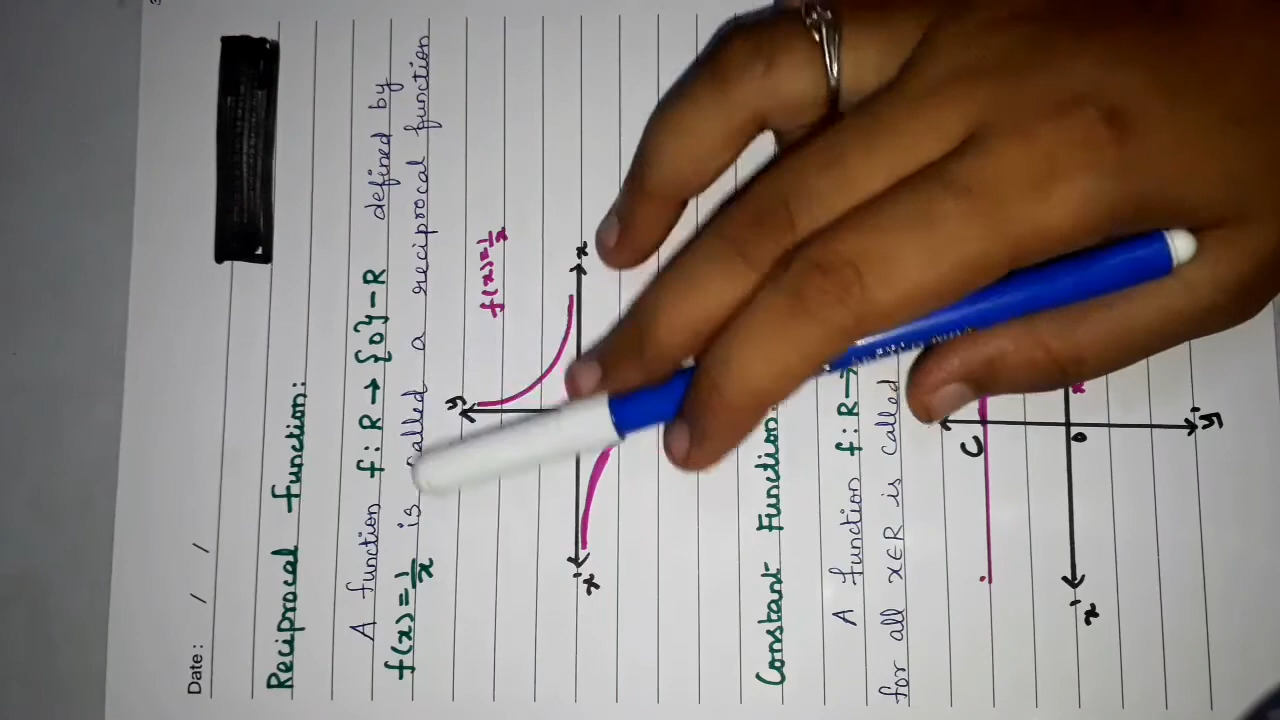 Date: / /
Reciprocal Function:
A function f: R → {0} - R defined by
f(x) = 1/x is called a reciprocal function
y
f(x) = 1/x
x
x'
Constant Function:
A function f: R →
for all x∈R is called
C
0
x'
y'